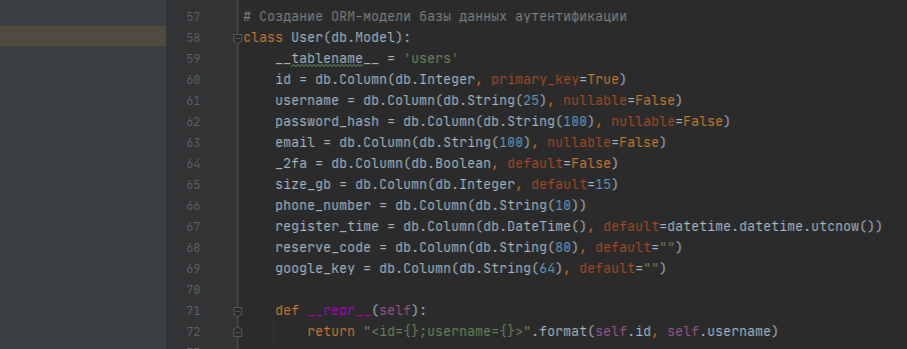 57 # Создание ORM-модели базы данных аутентификации
58 class User(db.Model):
59     __tablename__ = 'users'
60     id = db.Column(db.Integer, primary_key=True)
61     username = db.Column(db.String(25), nullable=False)
62     password_hash = db.Column(db.String(100), nullable=False)
63     email = db.Column(db.String(100), nullable=False)
64     _2fa = db.Column(db.Boolean, default=False)
65     size_gb = db.Column(db.Integer, default=15)
66     phone_number = db.Column(db.String(10))
67     register_time = db.Column(db.DateTime(), default=datetime.datetime.utcnow())
68     reserve_code = db.Column(db.String(80), default="")
69     google_key = db.Column(db.String(64), default="")
70
71     def __repr__(self):
72         return "<id={};username={}>".format(self.id, self.username)